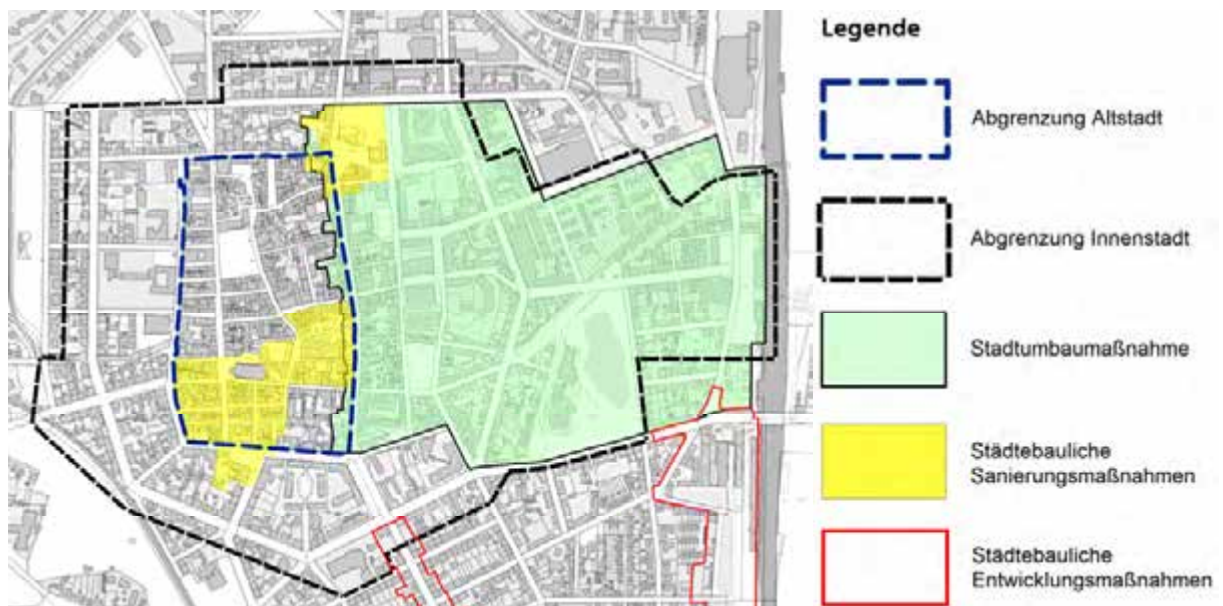 Legende
Abgrenzung Altstadt
Abgrenzung Innenstadt
Stadtumbaumaßnahme
Städtebauliche
Sanierungsmaßnahmen
Städtebauliche
Entwicklungsmaßnahmen